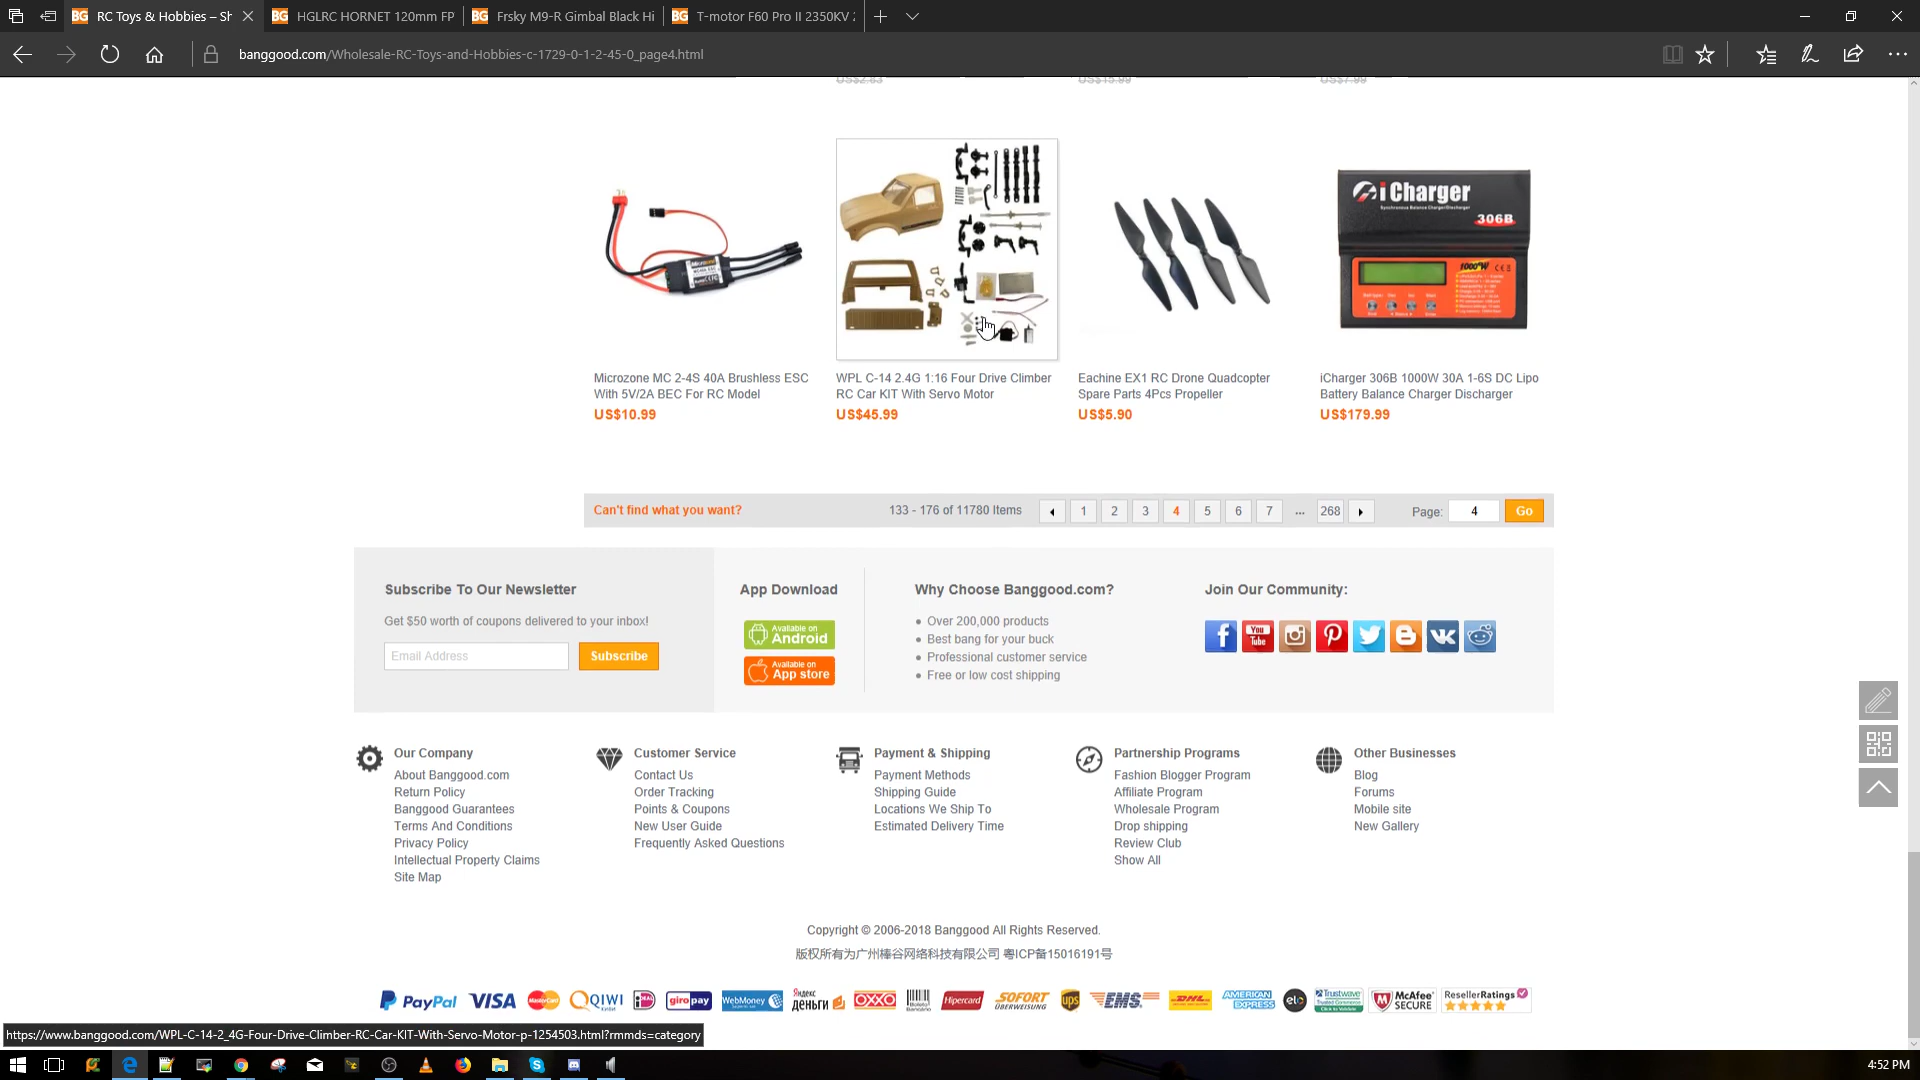 RC Toys & Hobbies – Sh
HGLRC HORNET 120mm FP
Frsky M9-R Gimbal Black Hi
T-motor F60 Pro II 2350KV 2
banggood.com/Wholesale-RC-Toys-and-Hobbies-c-1729-0-1-2-45-0_page4.html
US$2.63
US$15.99
US$7.99
iCharger
306B
1000W
Microzone MC 2-4S 40A Brushless ESC
With 5V/2A BEC For RC Model
US$10.99
WPL C-14 2.4G 1:16 Four Drive Climber
RC Car KIT With Servo Motor
US$45.99
Eachine EX1 RC Drone Quadcopter
Spare Parts 4Pcs Propeller
US$5.90
iCharger 306B 1000W 30A 1-6S DC Lipo
Battery Balance Charger Discharger
US$179.99
Can't find what you want?
133 - 176 of 11780 Items
1 2 3 4 5 6 7 ... 268
Page: 4 Go
Subscribe To Our Newsletter
Get $50 worth of coupons delivered to your inbox!
Email Address
Subscribe
App Download
Available on
Android
Available on
App store
Why Choose Banggood.com?
Over 200,000 products
Best bang for your buck
Professional customer service
Free or low cost shipping
Join Our Community:
You
Tube
Our Company
About Banggood.com
Return Policy
Banggood Guarantees
Terms And Conditions
Privacy Policy
Intellectual Property Claims
Site Map
Customer Service
Contact Us
Order Tracking
Points & Coupons
New User Guide
Frequently Asked Questions
Payment & Shipping
Payment Methods
Shipping Guide
Locations We Ship To
Estimated Delivery Time
Partnership Programs
Fashion Blogger Program
Affiliate Program
Wholesale Program
Drop shipping
Review Club
Show All
Other Businesses
Blog
Forums
Mobile site
New Gallery
Copyright © 2006-2018 Banggood All Rights Reserved.
版权所有为广州棒谷网络科技有限公司 粤ICP备15016191号
PayPal VISA MasterCard QIWI giropay WebMoney Яндекс деньги OXXO Hipercard SOFORT ÜBERWEISUNG ups EMS DHL AMERICAN EXPRESS elo Trustwave McAfee SECURE ResellerRatings
https://www.banggood.com/WPL-C-14-2_4G-Four-Drive-Climber-RC-Car-KIT-With-Servo-Motor-p-1254503.html?rmmds=category
4:52 PM